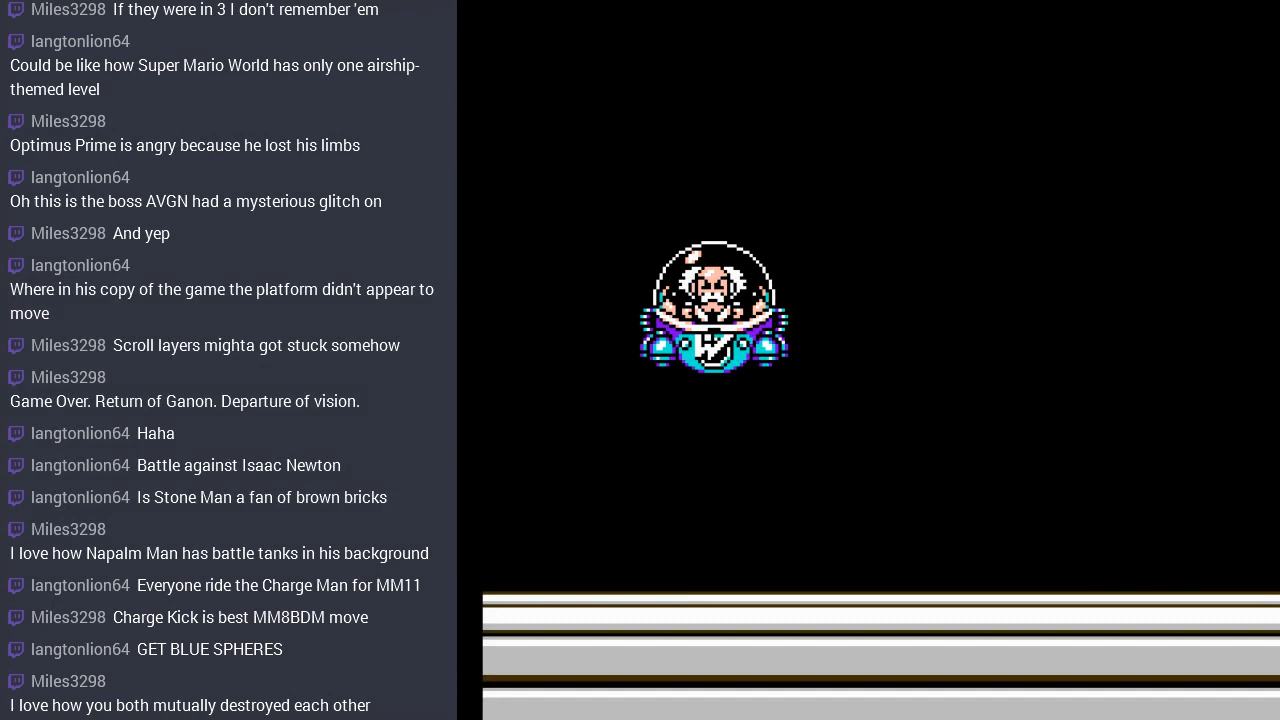 Miles3298 If they were in 3 I don't remember 'em
langtonlion64
Could be like how Super Mario World has only one airship-
themed level
Miles3298
Optimus Prime is angry because he lost his limbs
langtonlion64
Oh this is the boss AVGN had a mysterious glitch on
Miles3298 And yep
langtonlion64
Where in his copy of the game the platform didn't appear to
move
Miles3298 Scroll layers mighta got stuck somehow
Miles3298
Game Over. Return of Ganon. Departure of vision.
langtonlion64 Haha
langtonlion64 Battle against Isaac Newton
langtonlion64 Is Stone Man a fan of brown bricks
Miles3298
I love how Napalm Man has battle tanks in his background
langtonlion64 Everyone ride the Charge Man for MM11
Miles3298 Charge Kick is best MM8BDM move
langtonlion64 GET BLUE SPHERES
Miles3298
I love how you both mutually destroyed each other
W